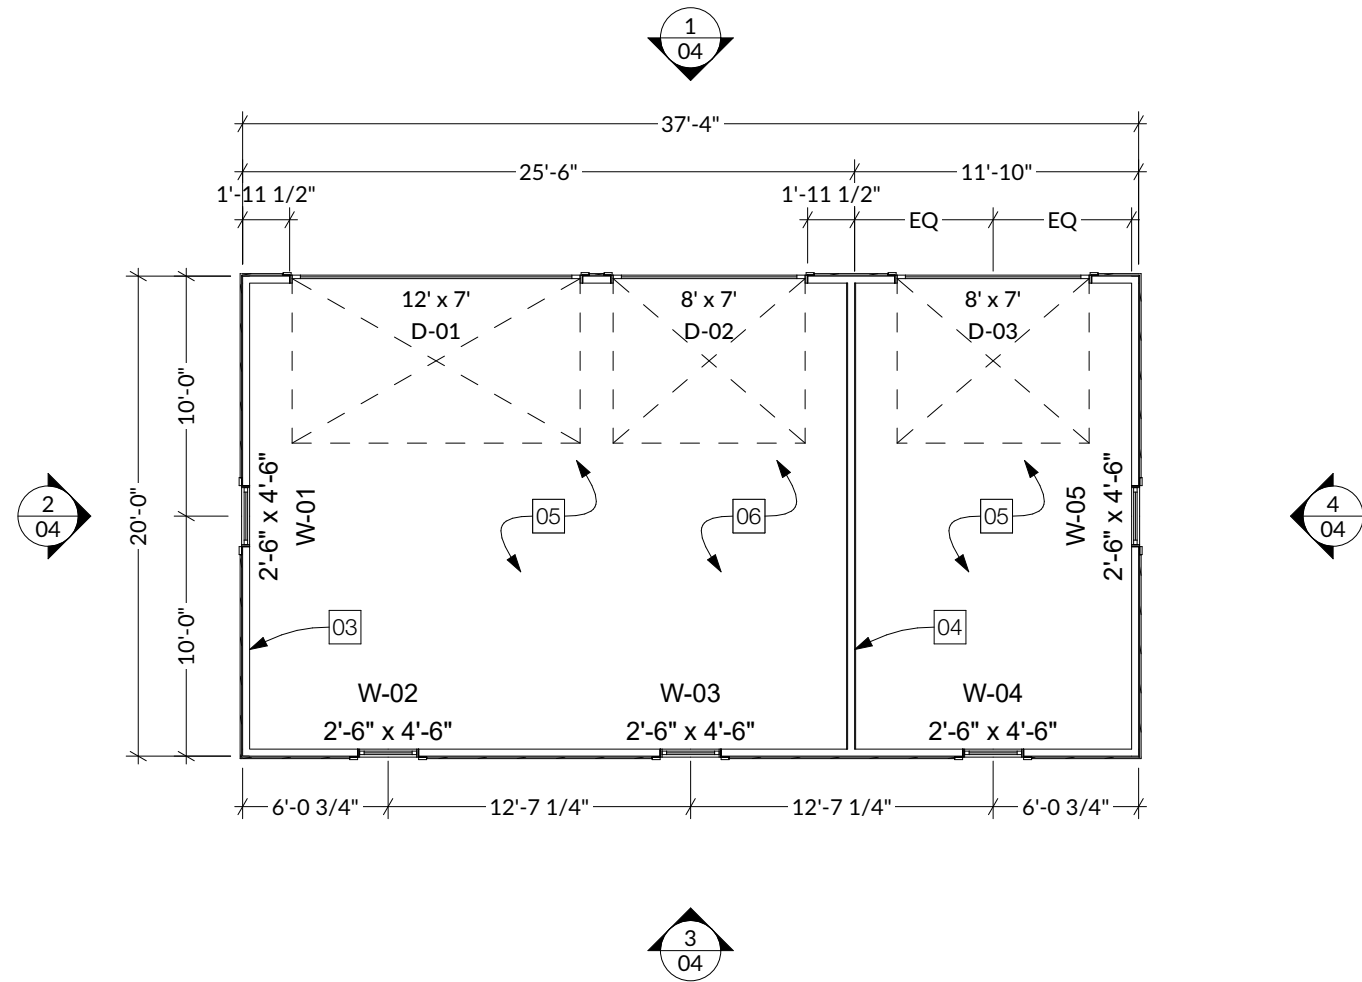 1
04
37'-4"
25'-6"
11'-10"
1'-11 1/2"
1'-11 1/2"
EQ
EQ
12' x 7'
D-01
8' x 7'
D-02
8' x 7'
D-03
10'-0"
20'-0"
10'-0"
2
04
2'-6" x 4'-6"
W-01
05
06
05
W-05
2'-6" x 4'-6"
4
04
03
04
W-02
2'-6" x 4'-6"
W-03
2'-6" x 4'-6"
W-04
2'-6" x 4'-6"
6'-0 3/4"
12'-7 1/4"
12'-7 1/4"
6'-0 3/4"
3
04